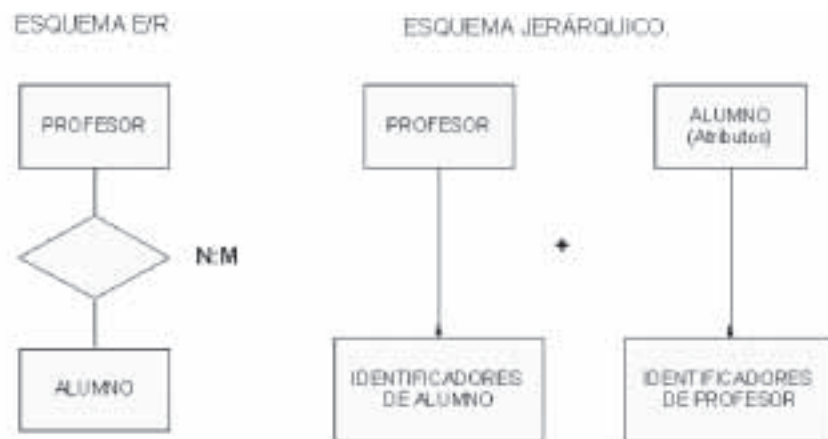 ESQUEMA E/R
ESQUEMA JERÁRQUICO.
PROFESOR
N:M
ALUMNO
PROFESOR
ALUMNO
(Atributos)
+
IDENTIFICADORES
DE ALUMNO
IDENTIFICADORES
DE PROFESOR